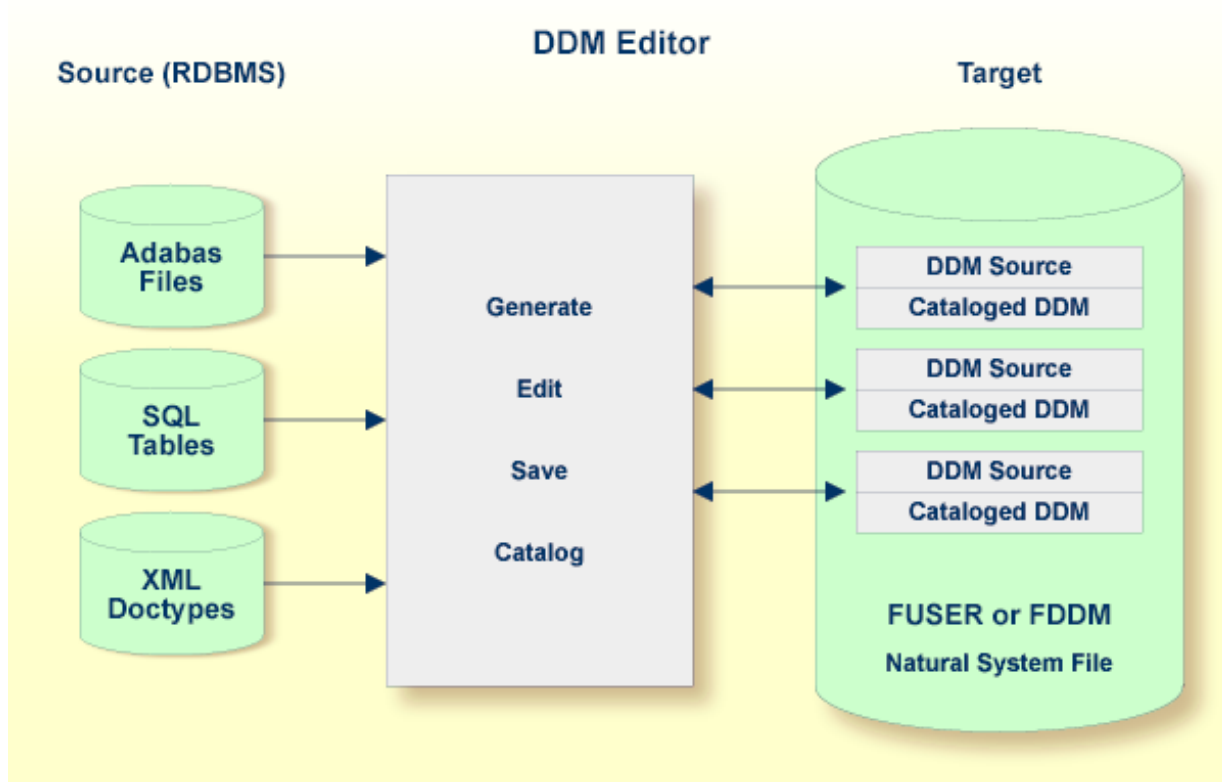 DDM Editor
Source (RDBMS)
Target
Adabas
Files
SQL
Tables
XML
Doctypes
Generate
Edit
Save
Catalog
DDM Source
Cataloged DDM
DDM Source
Cataloged DDM
DDM Source
Cataloged DDM
FUSER or FDDM
Natural System File